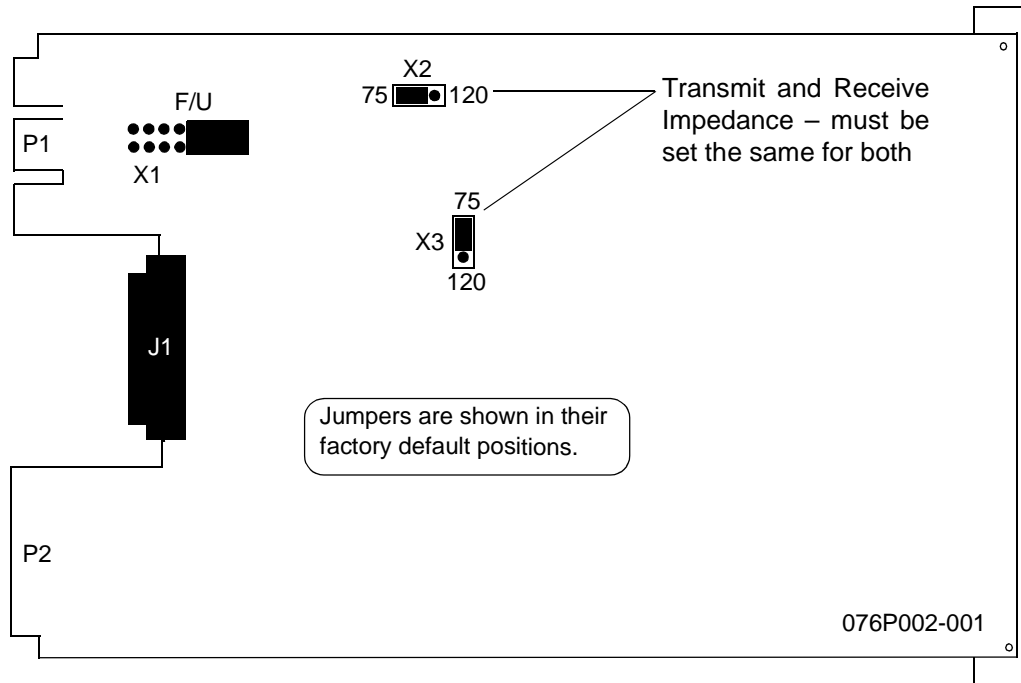 X2
75 120
F/U
Transmit and Receive
Impedance – must be
set the same for both
P1
X1
75
X3
120
J1
Jumpers are shown in their
factory default positions.
P2
076P002-001